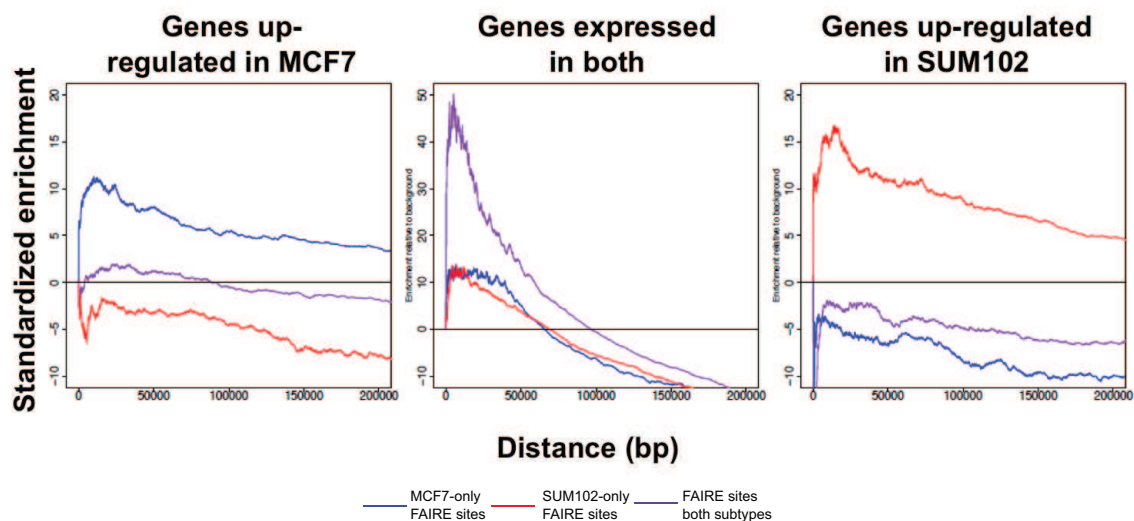 Genes up-
regulated in MCF7
Genes expressed
in both
Genes up-regulated
in SUM102
Standardized enrichment
20
15
10
5
0
-5
-10
0 50000 100000 150000 200000
Enrichment relative to background
50
40
30
20
10
0
-10
0 50000 100000 150000 200000
Enrichment relative to background
20
15
10
5
0
-5
-10
0 50000 100000 150000 200000
Distance (bp)
MCF7-only
FAIRE sites
SUM102-only
FAIRE sites
FAIRE sites
both subtypes